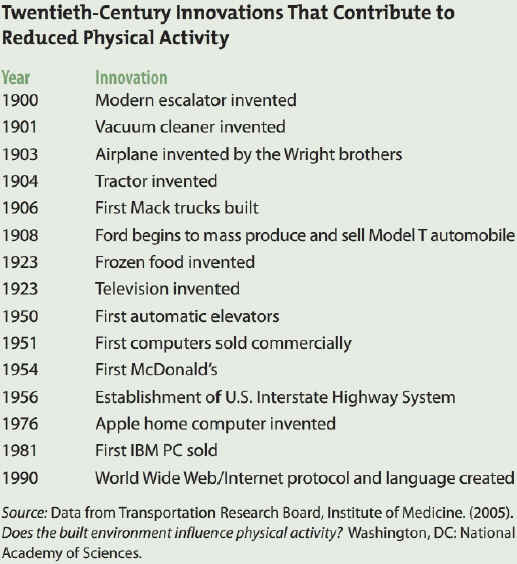 Twentieth-Century Innovations That Contribute to
Reduced Physical Activity
Year Innovation
1900 Modern escalator invented
1901 Vacuum cleaner invented
1903 Airplane invented by the Wright brothers
1904 Tractor invented
1906 First Mack trucks built
1908 Ford begins to mass produce and sell Model T automobile
1923 Frozen food invented
1923 Television invented
1950 First automatic elevators
1951 First computers sold commercially
1954 First McDonald's
1956 Establishment of U.S. Interstate Highway System
1976 Apple home computer invented
1981 First IBM PC sold
1990 World Wide Web/Internet protocol and language created
Source: Data from Transportation Research Board, Institute of Medicine. (2005).
Does the built environment influence physical activity? Washington, DC: National
Academy of Sciences.